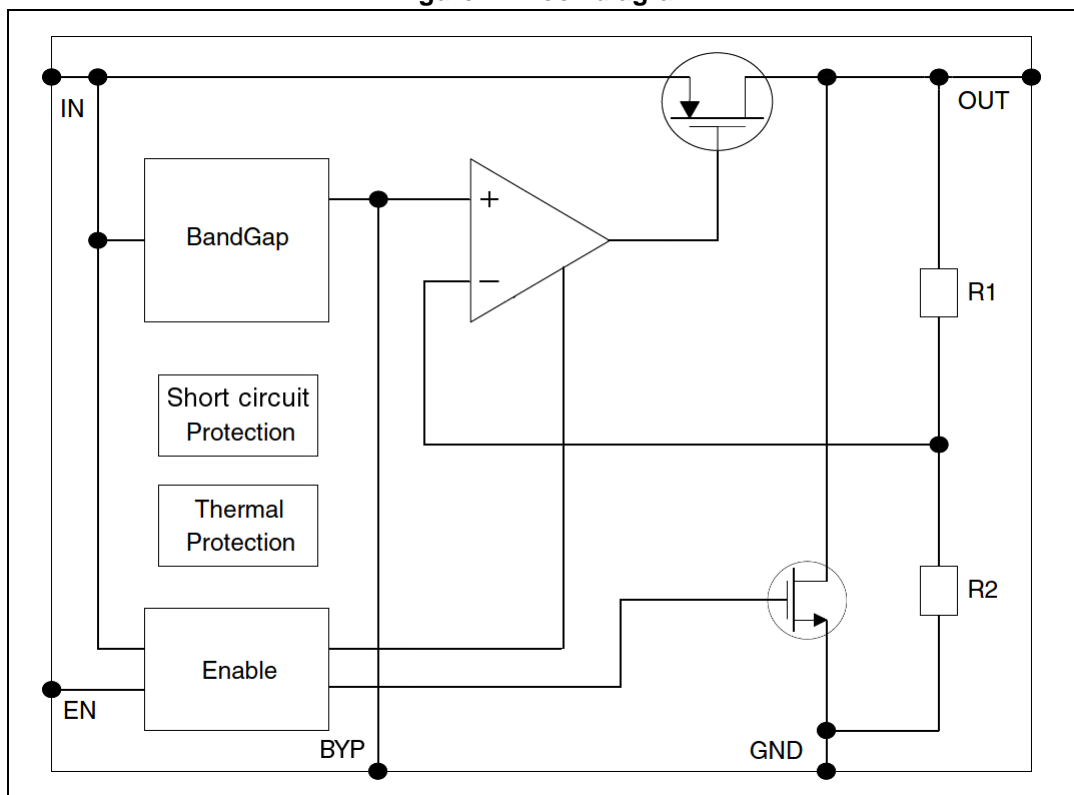 IN
OUT
BandGap
+
−
R1
Short circuit
Protection
Thermal
Protection
R2
Enable
EN
BYP
GND